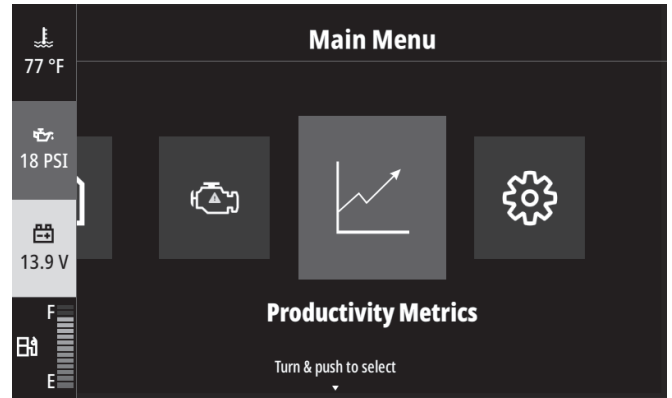 Main Menu
77 °F
18 PSI
13.9 V
F
E
Productivity Metrics
Turn & push to select